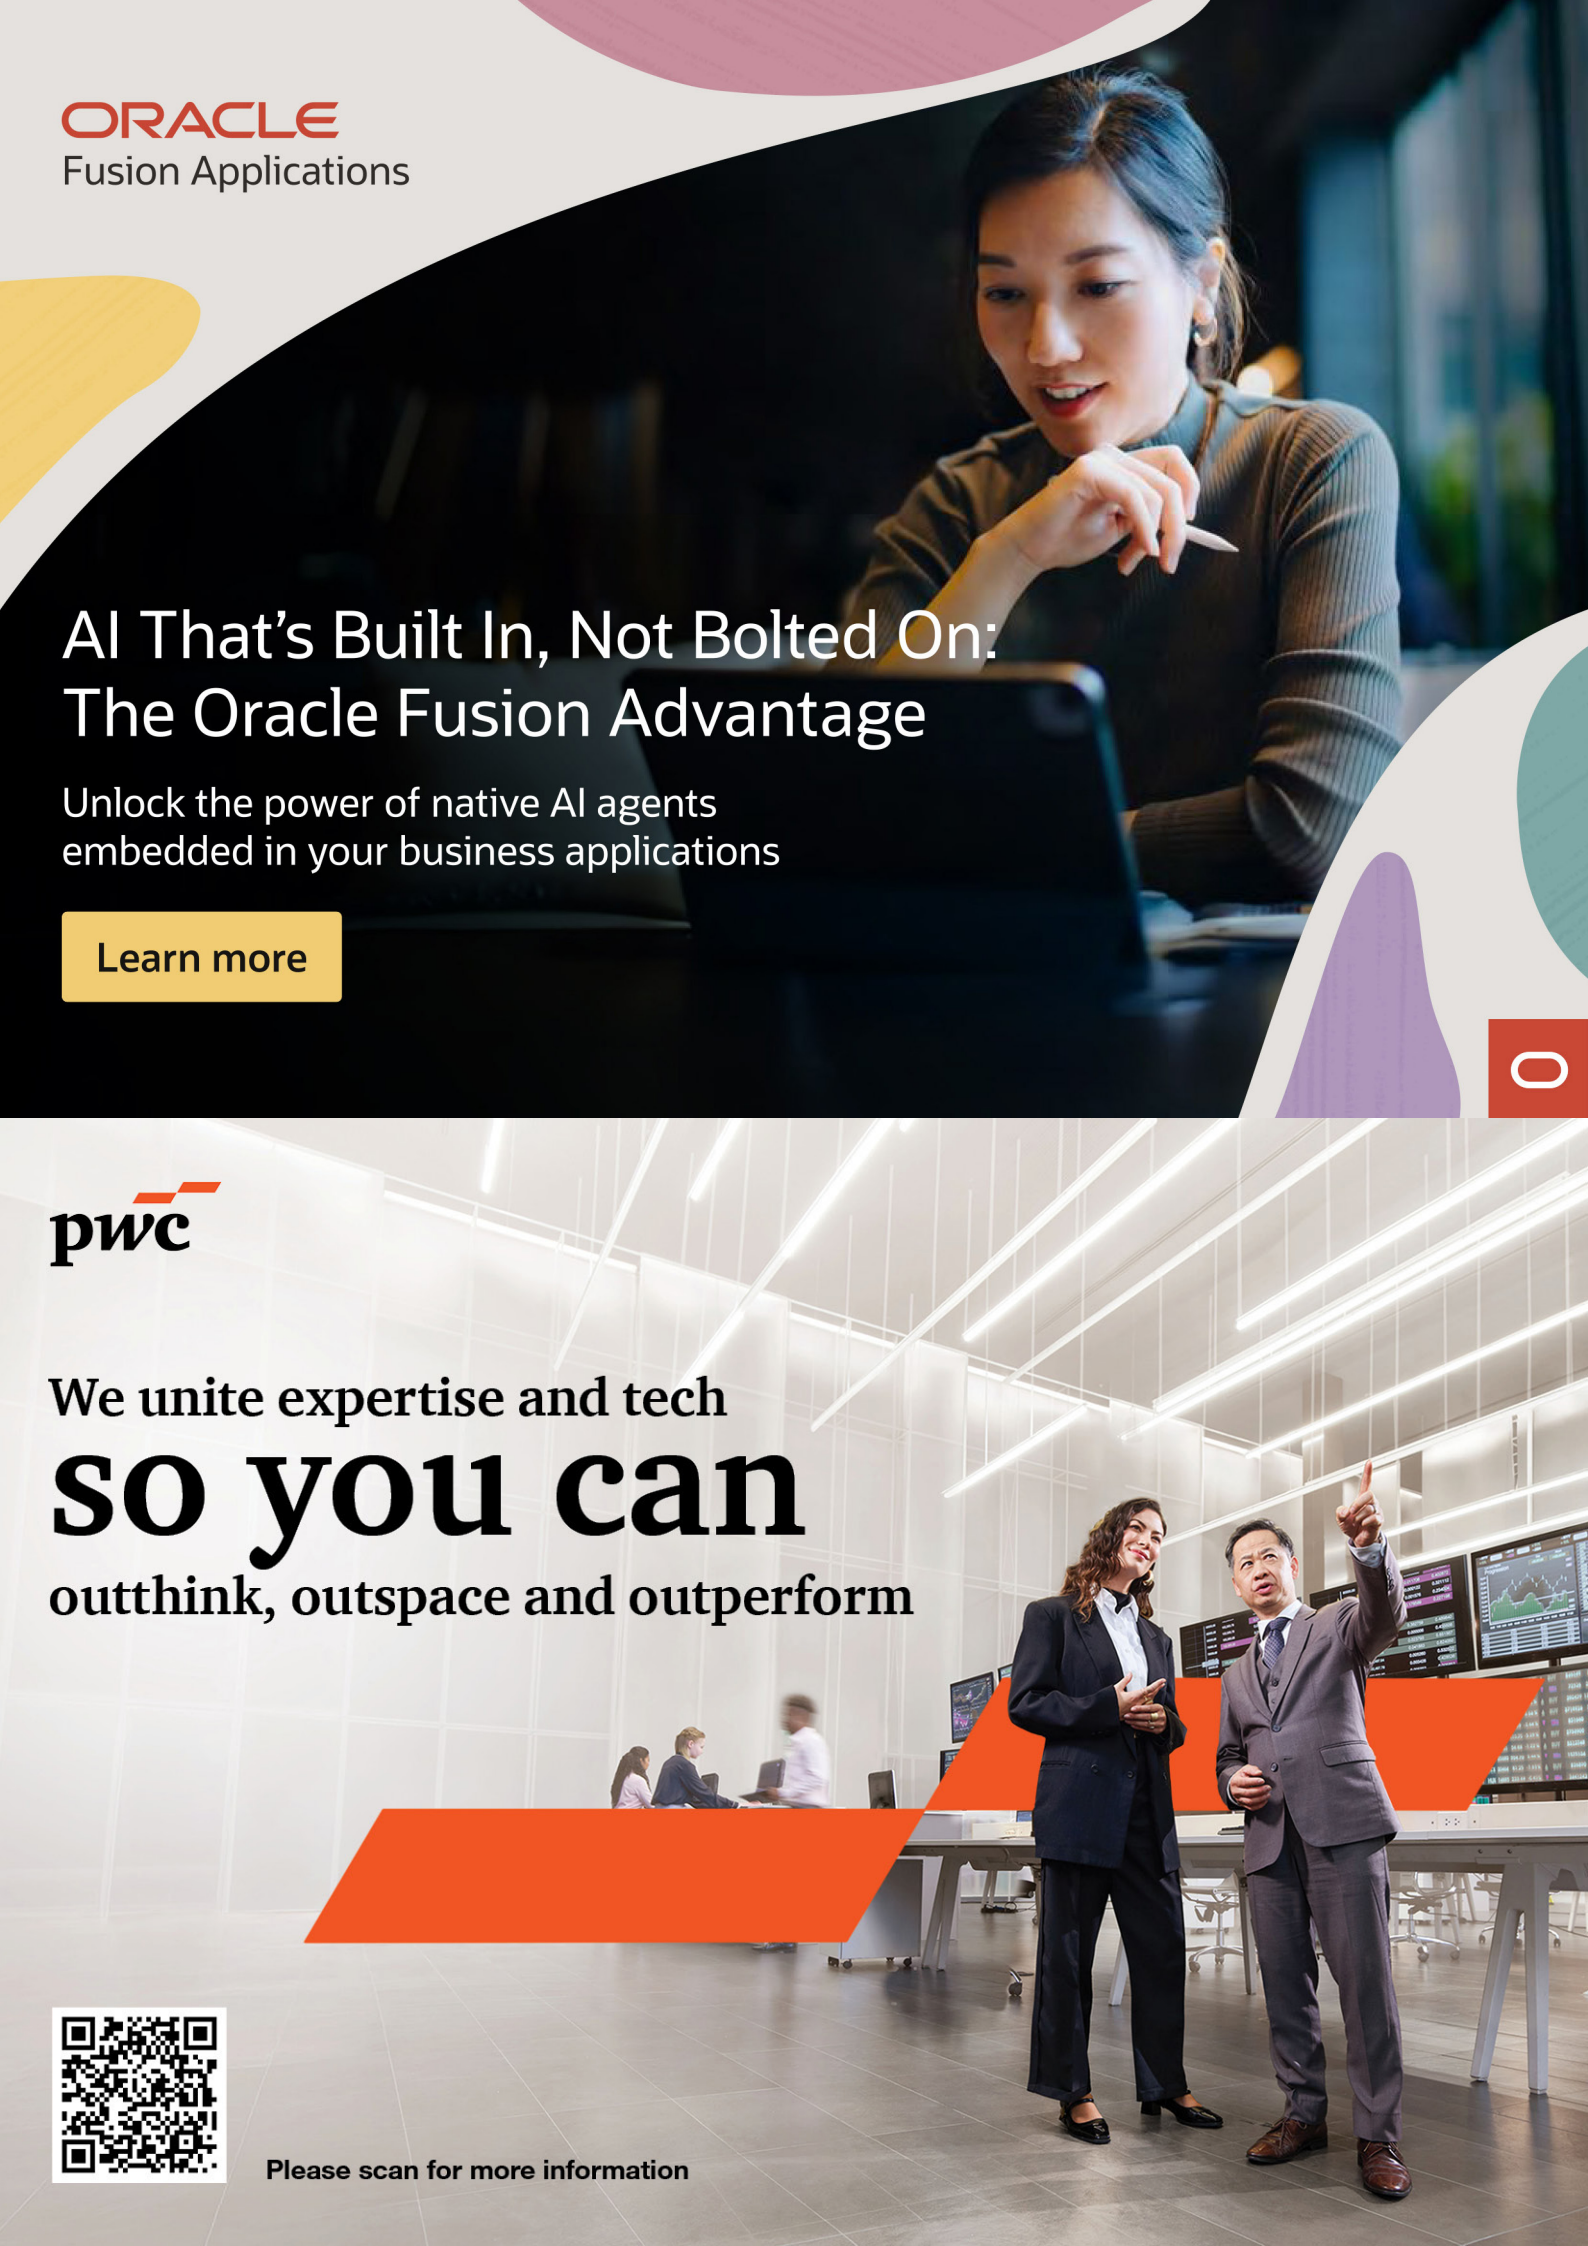 ORACLE
Fusion Applications
AI That’s Built In, Not Bolted On:
The Oracle Fusion Advantage
Unlock the power of native AI agents
embedded in your business applications
Learn more
pwc
We unite expertise and tech
so you can
outthink, outspace and outperform
Please scan for more information